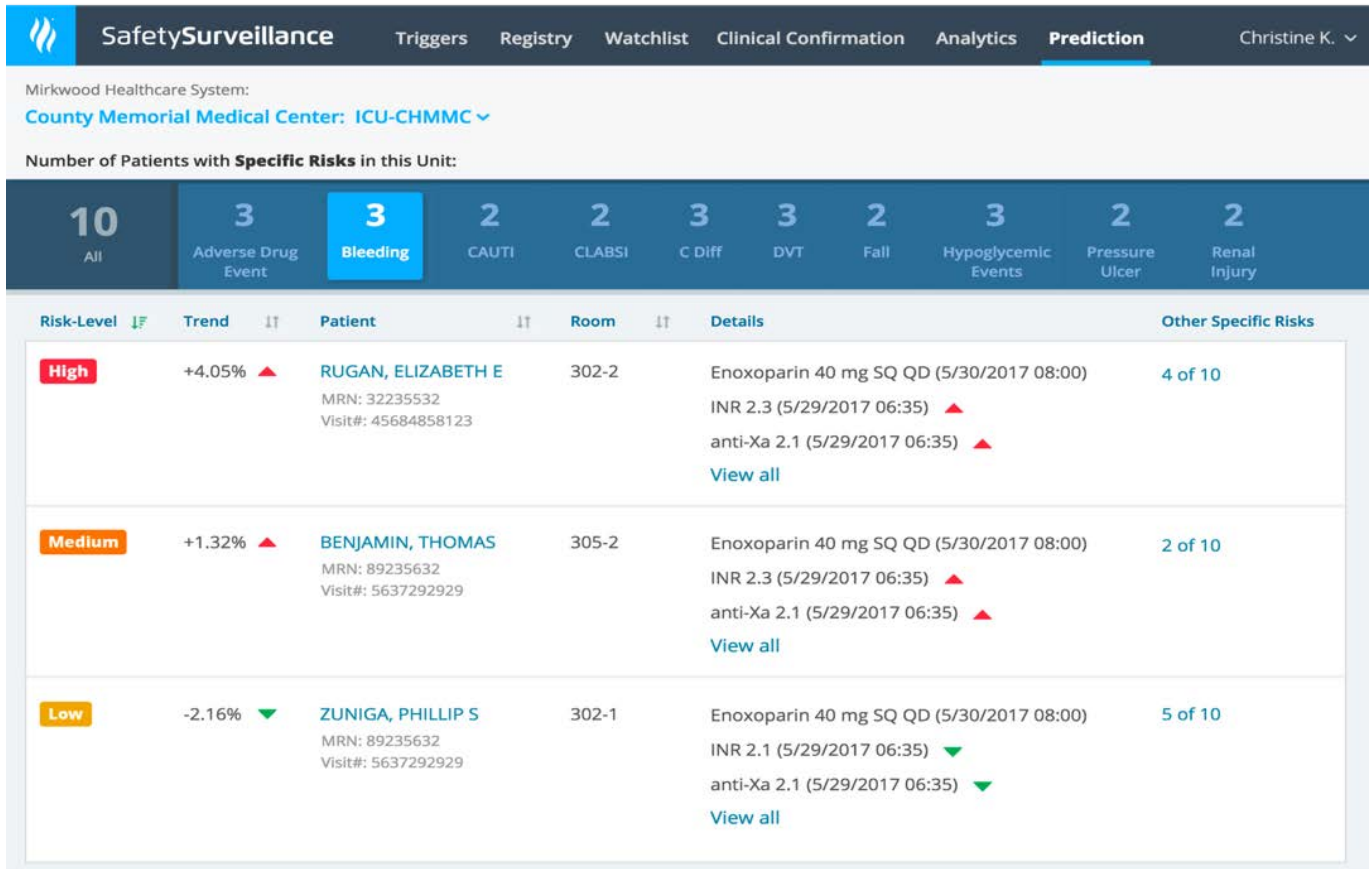 SafetySurveillance Triggers Registry Watchlist Clinical Confirmation Analytics Prediction Christine K.
Mirkwood Healthcare System:
County Memorial Medical Center: ICU-CHMMC
Number of Patients with Specific Risks in this Unit:
10 3 3 2 2 3 3 2 3 2 2
All Adverse Drug Event Bleeding CAUTI CLABSI C Diff DVT Fall Hypoglycemic Events Pressure Ulcer Renal Injury
Risk-Level Trend Patient Room Details Other Specific Risks
High +4.05% RUGAN, ELIZABETH E 302-2 Enoxoparin 40 mg SQ QD (5/30/2017 08:00) 4 of 10
MRN: 32235532 INR 2.3 (5/29/2017 06:35)
Visit#: 45684858123
anti-Xa 2.1 (5/29/2017 06:35)
View all
Medium +1.32% BENJAMIN, THOMAS 305-2 Enoxoparin 40 mg SQ QD (5/30/2017 08:00) 2 of 10
MRN: 89235632 INR 2.3 (5/29/2017 06:35)
Visit#: 5637292929
anti-Xa 2.1 (5/29/2017 06:35)
View all
Low -2.16% ZUNIGA, PHILLIP S 302-1 Enoxoparin 40 mg SQ QD (5/30/2017 08:00) 5 of 10
MRN: 89235632 INR 2.1 (5/29/2017 06:35)
Visit#: 5637292929
anti-Xa 2.1 (5/29/2017 06:35)
View all